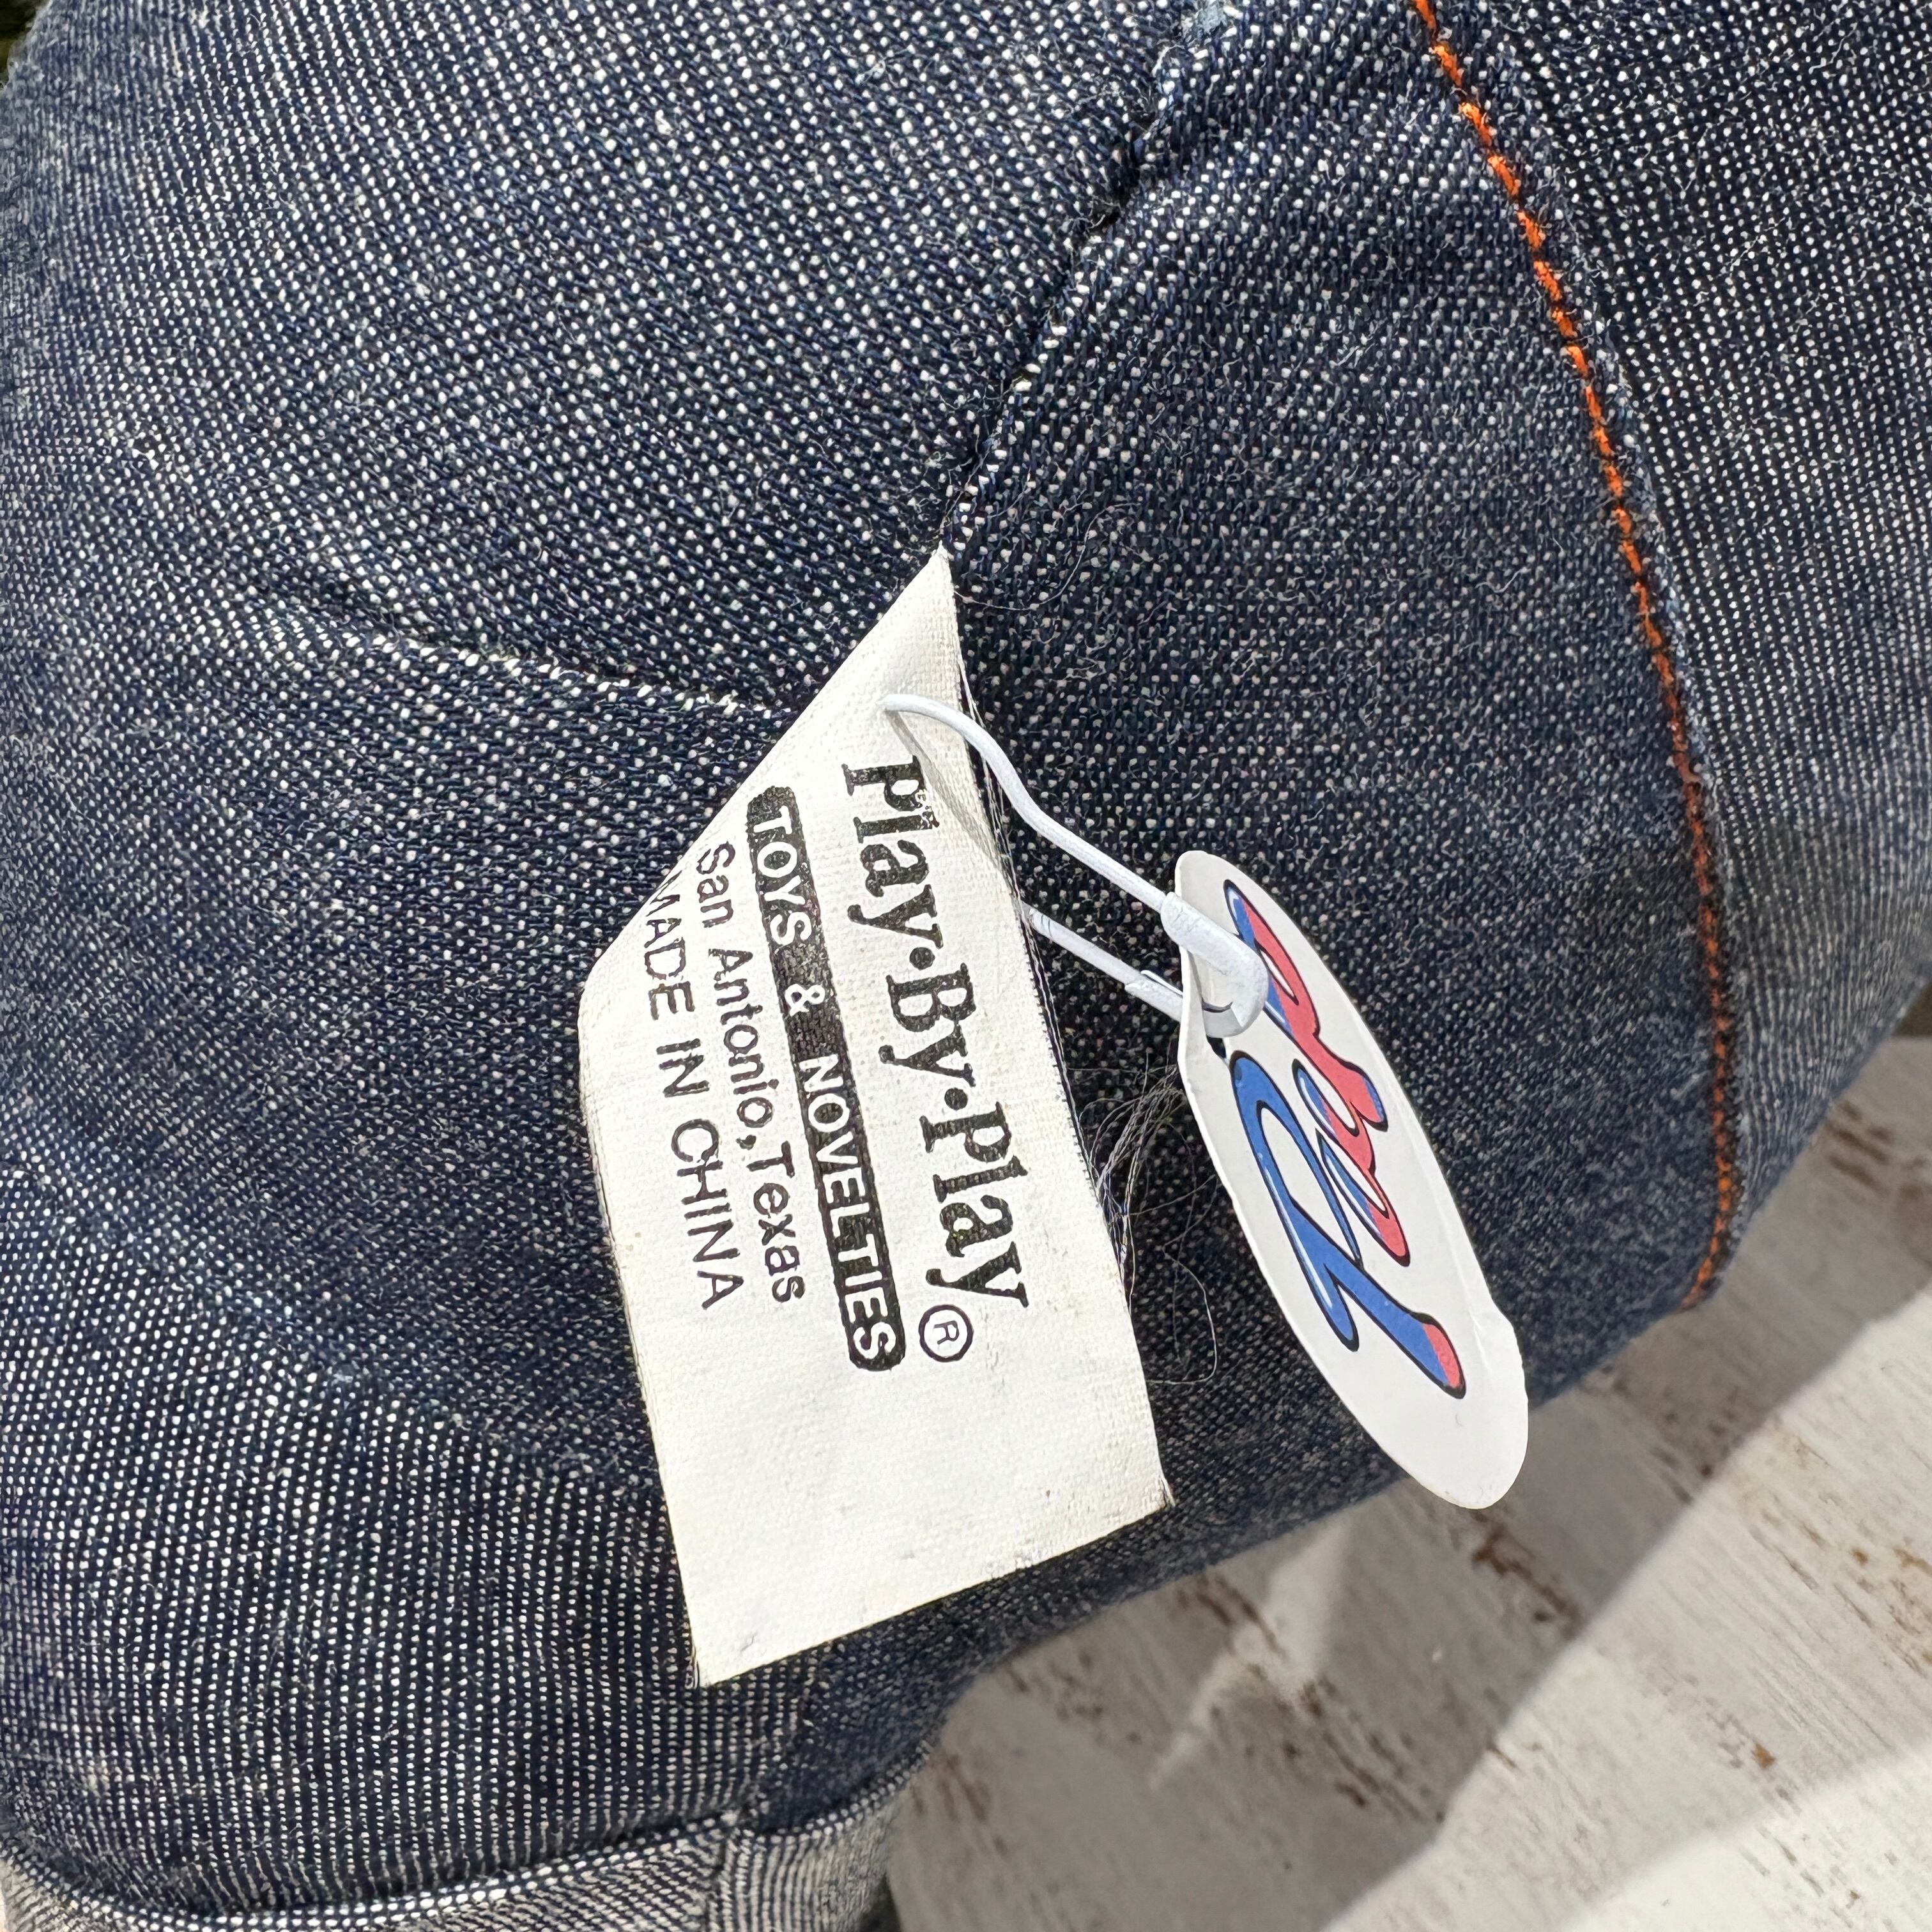 Play·By·Play®
TOYS & NOVELTIES
San Antonio, Texas
MADE IN CHINA